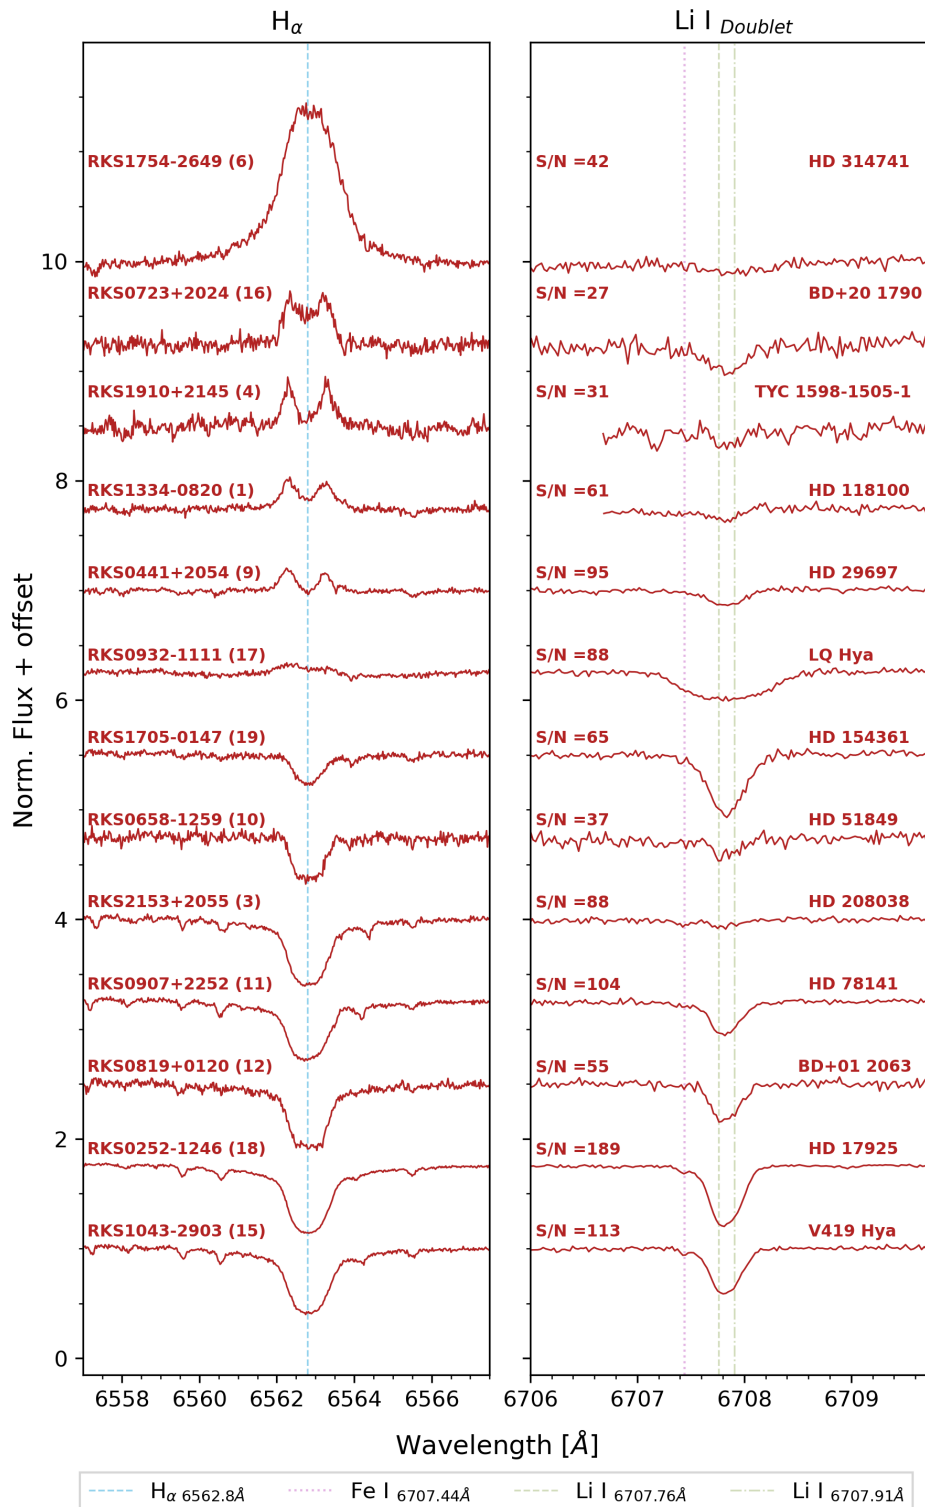 Hα Li I Doublet
RKS1754-2649 (6) S/N =42 HD 314741
10
RKS0723+2024 (16) S/N =27 BD+20 1790
RKS1910+2145 (4) S/N =31 TYC 1598-1505-1
8
RKS1334-0820 (1) S/N =61 HD 118100
RKS0441+2054 (9) S/N =95 HD 29697
RKS0932-1111 (17) S/N =88 LQ Hya
6
RKS1705-0147 (19) S/N =65 HD 154361
RKS0658-1259 (10) S/N =37 HD 51849
RKS2153+2055 (3) S/N =88 HD 208038
4
RKS0907+2252 (11) S/N =104 HD 78141
RKS0819+0120 (12) S/N =55 BD+01 2063
2
RKS0252-1246 (18) S/N =189 HD 17925
RKS1043-2903 (15) S/N =113 V419 Hya
0
Norm. Flux + offset
6558 6560 6562 6564 6566 6706 6707 6708 6709
Wavelength [Å]
Hα 6562.8Å Fe I 6707.44Å Li I 6707.76Å Li I 6707.91Å